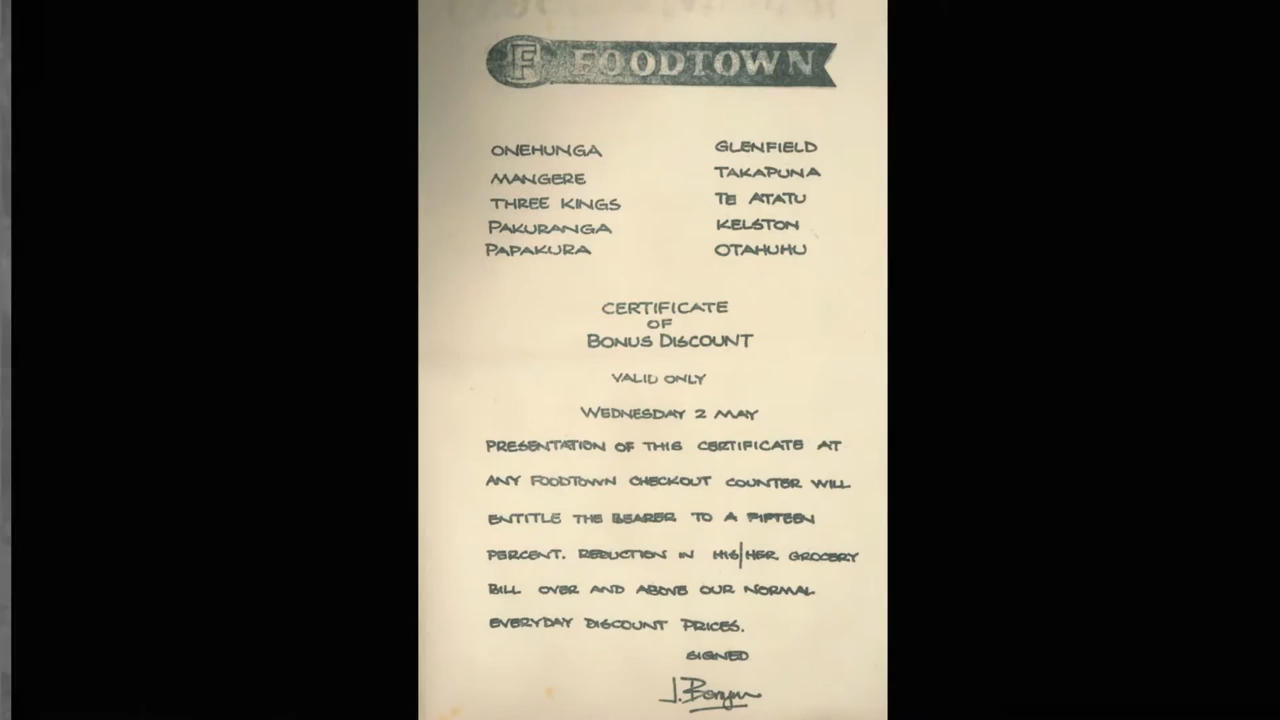 F FOODTOWN
ONEHUNGA GLENFIELD
MANGERE TAKAPUNA
THREE KINGS TE ATATU
PAKURANGA KELSTON
PAPAKURA OTAHUHU
CERTIFICATE
OF
BONUS DISCOUNT
VALID ONLY
WEDNESDAY 2 MAY
PRESENTATION OF THIS CERTIFICATE AT
ANY FOODTOWN CHECKOUT COUNTER WILL
ENTITLE THE BEARER TO A FIFTEEN
PERCENT. REDUCTION IN HIS/HER GROCERY
BILL OVER AND ABOVE OUR NORMAL
EVERYDAY DISCOUNT PRICES.
SIGNED
J.